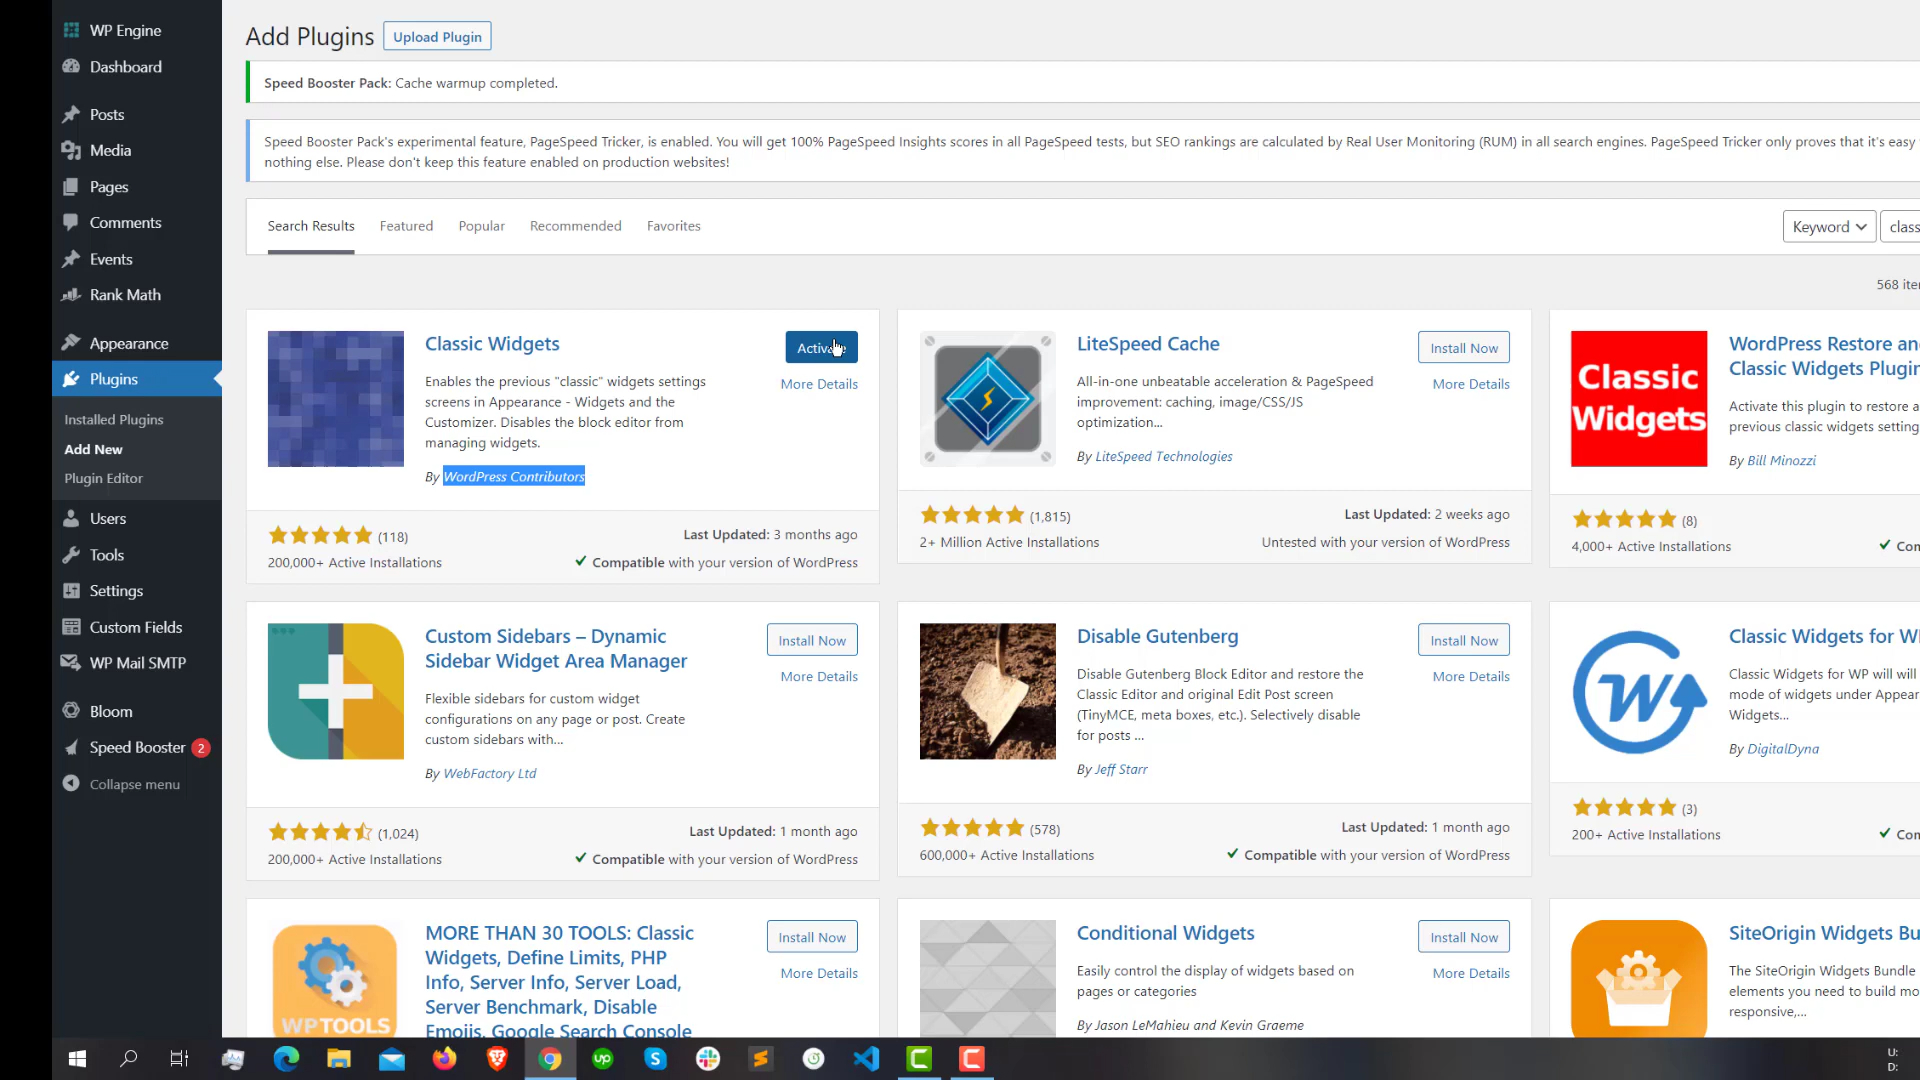 WP Engine
Dashboard
Posts
Media
Pages
Comments
Events
Rank Math
Appearance
Plugins
Installed Plugins
Add New
Plugin Editor
Users
Tools
Settings
Custom Fields
WP Mail SMTP
Bloom
Speed Booster 2
Collapse menu
Add Plugins Upload Plugin
Speed Booster Pack: Cache warmup completed.
Speed Booster Pack's experimental feature, PageSpeed Tricker, is enabled. You will get 100% PageSpeed Insights scores in all PageSpeed tests, but SEO rankings are calculated by Real User Monitoring (RUM) in all search engines. PageSpeed Tricker only proves that it's easy
nothing else. Please don't keep this feature enabled on production websites!
Search Results Featured Popular Recommended Favorites Keyword
568
Classic Widgets
More Details
Enables the previous "classic" widgets settings
screens in Appearance - Widgets and the
Customizer. Disables the block editor from
managing widgets.
By WordPress Contributors
(118)
Last Updated: 3 months ago
200,000+ Active Installations
Compatible with your version of WordPress
LiteSpeed Cache
Install Now
More Details
All-in-one unbeatable acceleration & PageSpeed
improvement: caching, image/CSS/JS
optimization...
By LiteSpeed Technologies
(1,815)
Last Updated: 2 weeks ago
2+ Million Active Installations
Untested with your version of WordPress
Classic
Widgets
WordPress Restore
Classic Widgets
Activate this plugin to restore
previous classic widgets
By Bill Minozzi
(8)
4,000+ Active Installations
Custom Sidebars – Dynamic
Sidebar Widget Area Manager
Install Now
More Details
Flexible sidebars for custom widget
configurations on any page or post. Create
custom sidebars with...
By WebFactory Ltd
(1,024)
Last Updated: 1 month ago
200,000+ Active Installations
Compatible with your version of WordPress
Disable Gutenberg
Install Now
More Details
Disable Gutenberg Block Editor and restore the
Classic Editor and original Edit Post screen
(TinyMCE, meta boxes, etc.). Selectively disable
for posts ...
By Jeff Starr
(578)
Last Updated: 1 month ago
600,000+ Active Installations
Compatible with your version of WordPress
Classic Widgets for
Classic Widgets for WP will will
mode of widgets under
Widgets...
By DigitalDyna
(3)
200+ Active Installations
WPTOOLS
MORE THAN 30 TOOLS: Classic
Widgets, Define Limits, PHP
Info, Server Info, Server Load,
Server Benchmark, Disable
Emojis, Google Search Console
Install Now
More Details
Conditional Widgets
Install Now
More Details
Easily control the display of widgets based on
pages or categories
By Jason LeMahieu and Kevin Graeme
SiteOrigin Widgets
The SiteOrigin Widgets Bundle
elements you need to build
responsive,...
U:
D: